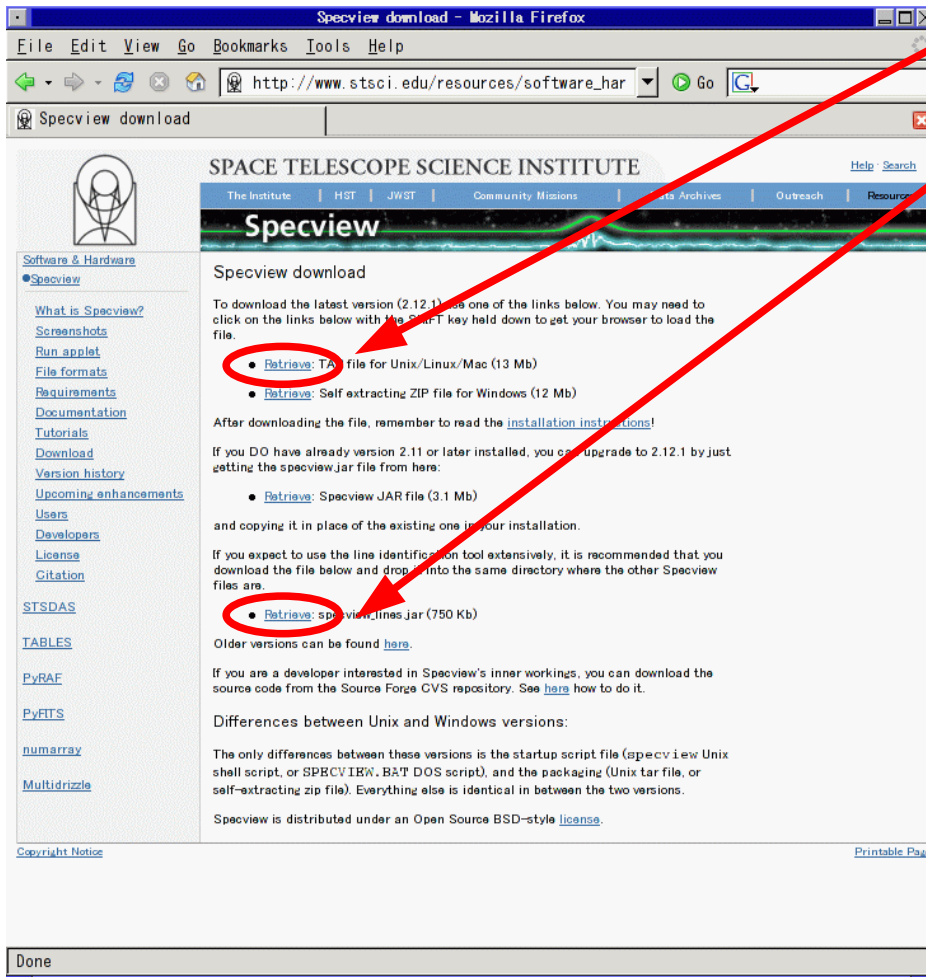 Specview download - Mozilla Firefox
File Edit View Go Bookmarks Tools Help
http://www.stsci.edu/resources/software_har Go G
Specview download
SPACE TELESCOPE SCIENCE INSTITUTE
Help · Search
The Institute | HST | JWST | Community Missions | Archives | Outreach | Resources
Specview
Software & Hardware
Specview
What is Specview?
Screenshots
Run applet
File formats
Requirements
Documentation
Tutorials
Download
Version history
Upcoming enhancements
Users
Developers
License
Citation
STSDAS
TABLES
PyRAF
PyFITS
numarray
Multidrizzle
Specview download
To download the latest version (2.12.1) use one of the links below. You may need to
click on the links below with the SHIFT key held down to get your browser to load the
file.
Retrieve: TAR file for Unix/Linux/Mac (13 Mb)
Retrieve: Self extracting ZIP file for Windows (12 Mb)
After downloading the file, remember to read the installation instructions!
If you DO have already version 2.11 or later installed, you can upgrade to 2.12.1 by just
getting the specview.jar file from here:
Retrieve: Specview JAR file (3.1 Mb)
and copying it in place of the existing one in your installation.
If you expect to use the line identification tool extensively, it is recommended that you
download the file below and drop it into the same directory where the other Specview
files are.
Retrieve: specview_lines.jar (750 Kb)
Older versions can be found here.
If you are a developer interested in Specview's inner workings, you can download the
source code from the Source Forge CVS repository. See here how to do it.
Differences between Unix and Windows versions:
The only differences between these versions is the startup script file (specview Unix
shell script, or SPECVIEW.BAT DOS script), and the packaging (Unix tar file, or
self-extracting zip file). Everything else is identical in between the two versions.
Specview is distributed under an Open Source BSD-style license.
Copyright Notice
Printable Pag
Done